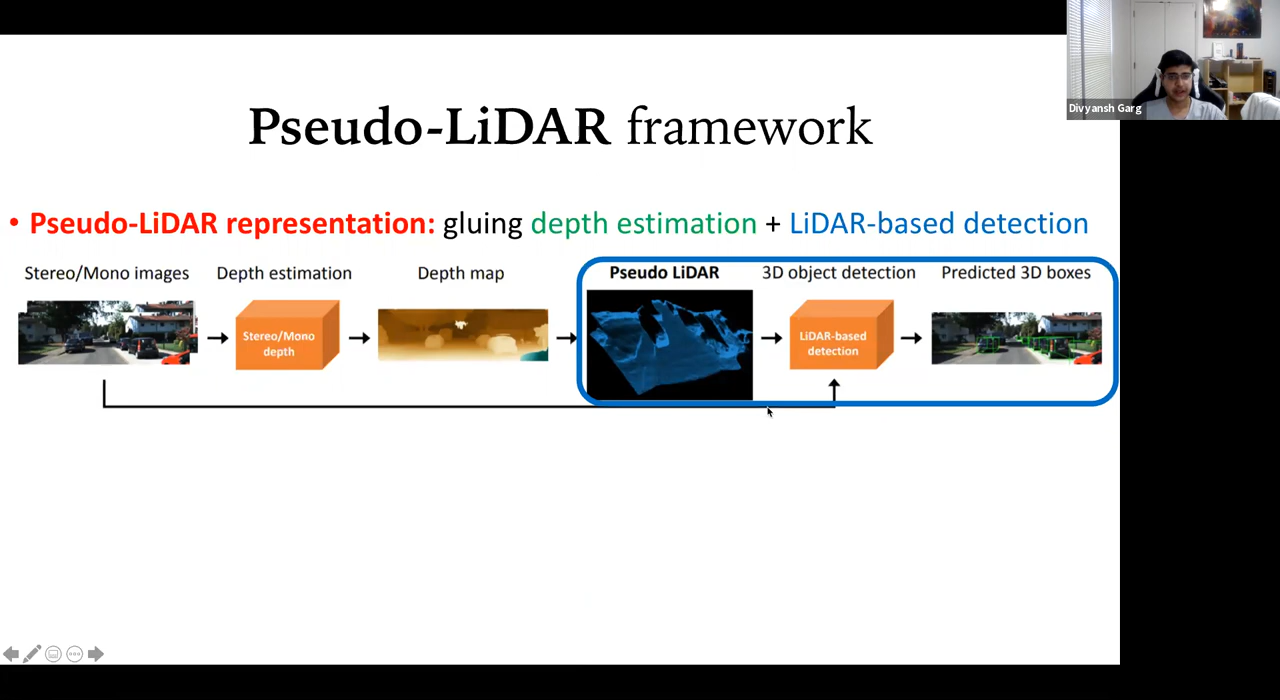 Divyansh Garg
Pseudo-LiDAR framework
• Pseudo-LiDAR representation: gluing depth estimation + LiDAR-based detection
Stereo/Mono images Depth estimation Depth map Pseudo LiDAR 3D object detection Predicted 3D boxes
Stereo/Mono
depth
LiDAR-based
detection